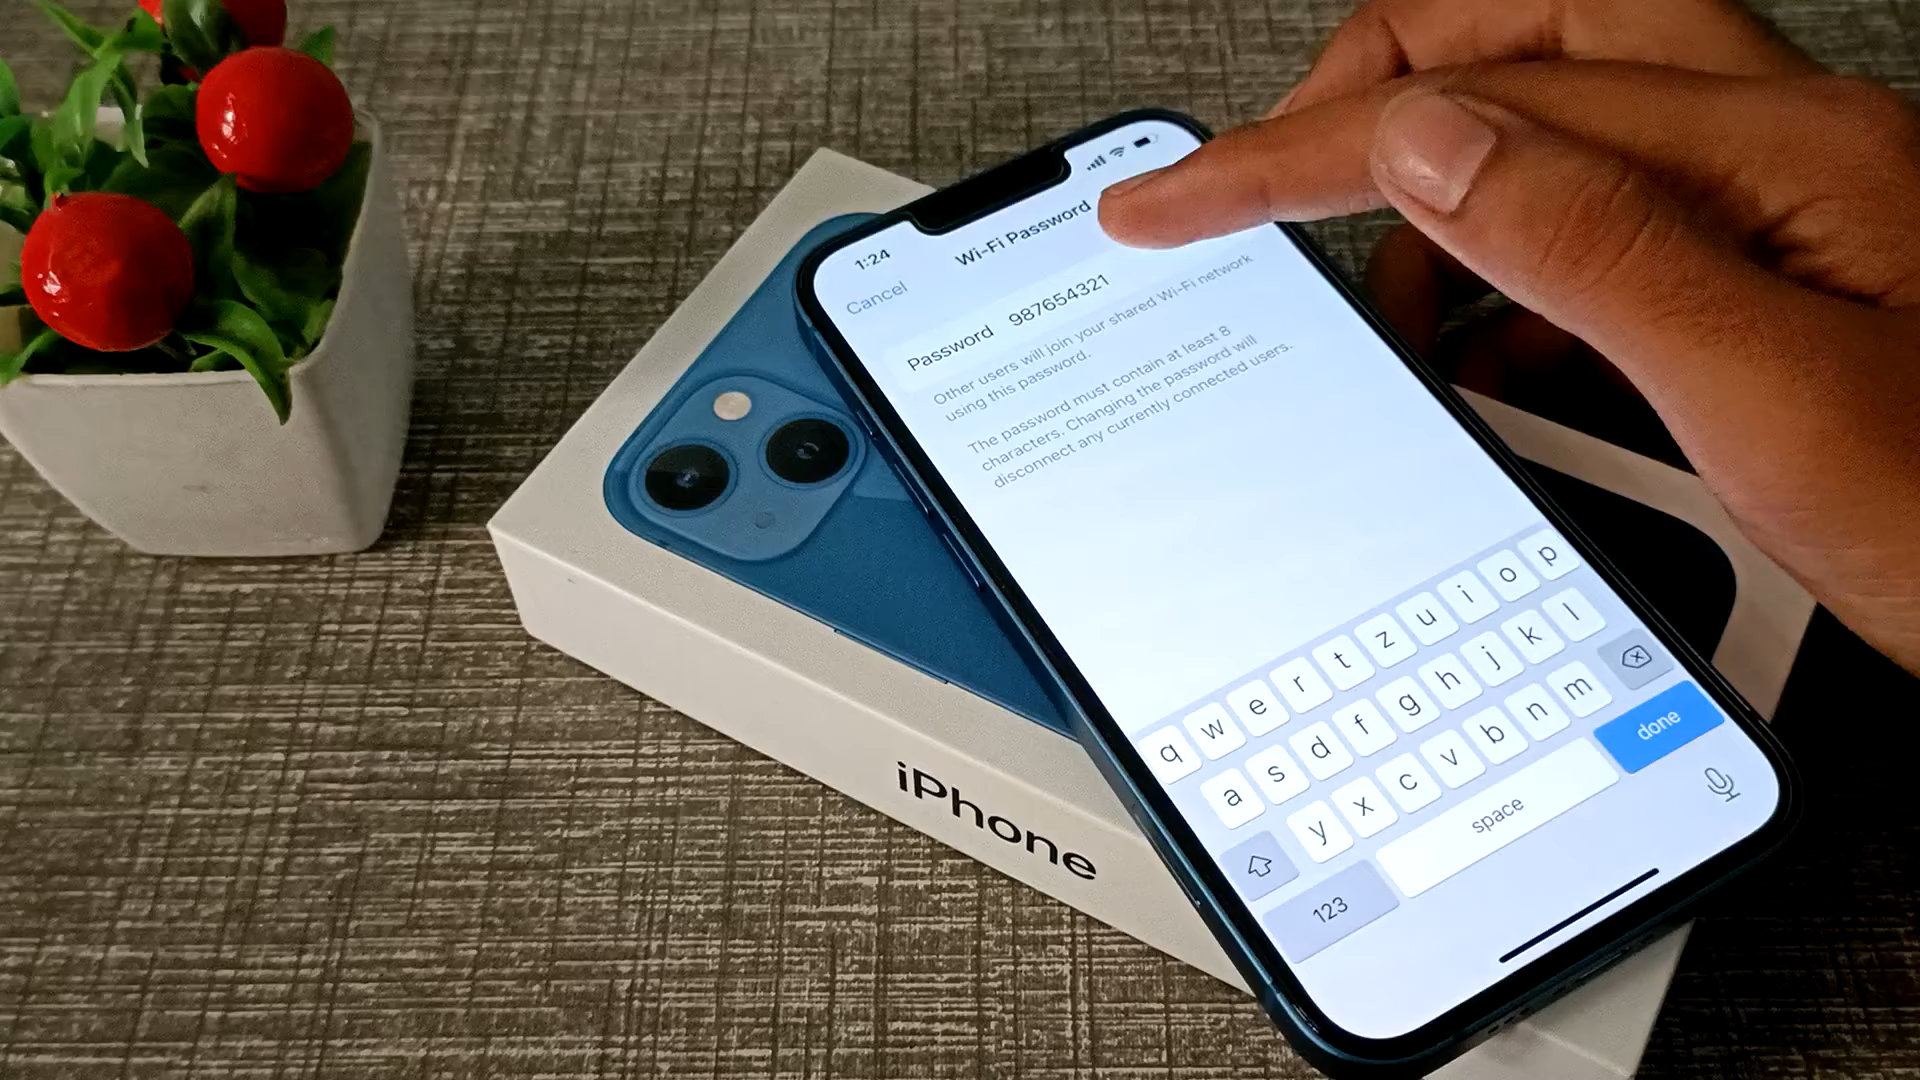 1:24
Cancel
Wi-Fi Password
Password 987654321
Other users will join your shared Wi-Fi network
using this password.
The password must contain at least 8
characters. Changing the password will
disconnect any currently connected users.
q w e r t z u i o p
a s d f g h j k l
y x c v b n m
123 space done
iPhone